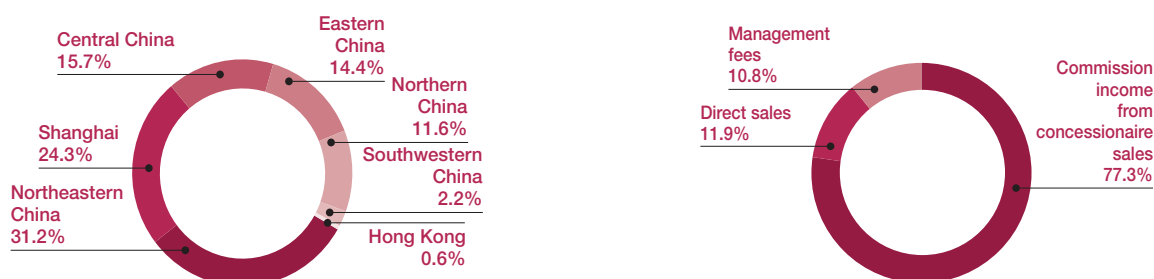 Central China
15.7%
Eastern
China
14.4%
Northern
China
11.6%
Shanghai
24.3%
Southwestern
China
2.2%
Northeastern
China
31.2%
Hong Kong
0.6%
Management
fees
10.8%
Direct sales
11.9%
Commission
income
from
concessionaire
sales
77.3%